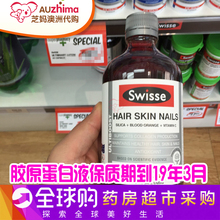 AUzhima
芝妈澳洲代购
SPECIAL
SPECIAL
Swisse
ULTIBOOST
HAIR SKIN NAILS
SILICA + BLOOD ORANGE + VITAMIN C
胶原蛋白液保质期到19年3月
全球购 药房超市采购
探索全球美好生活